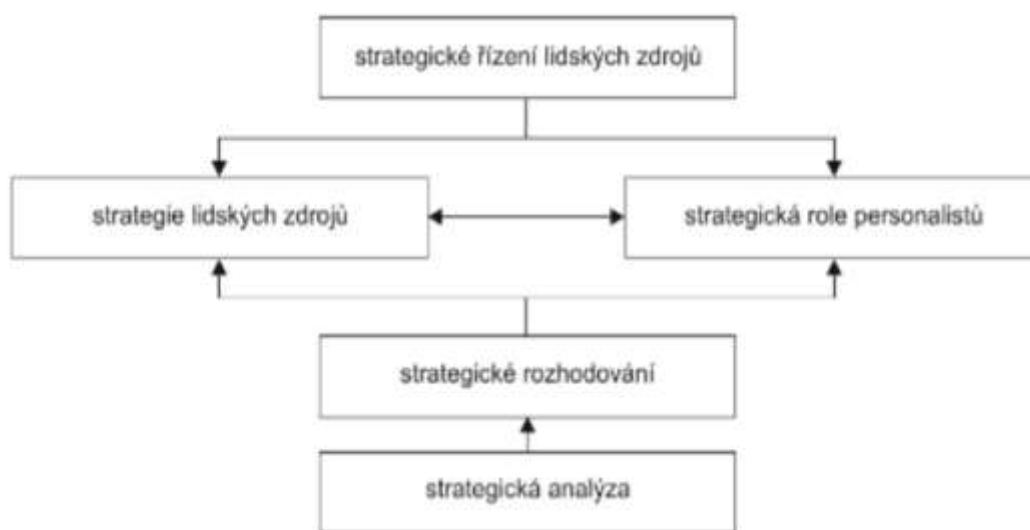 strategické řízení lidských zdrojů
strategie lidských zdrojů
strategická role personalistů
strategické rozhodování
strategická analýza